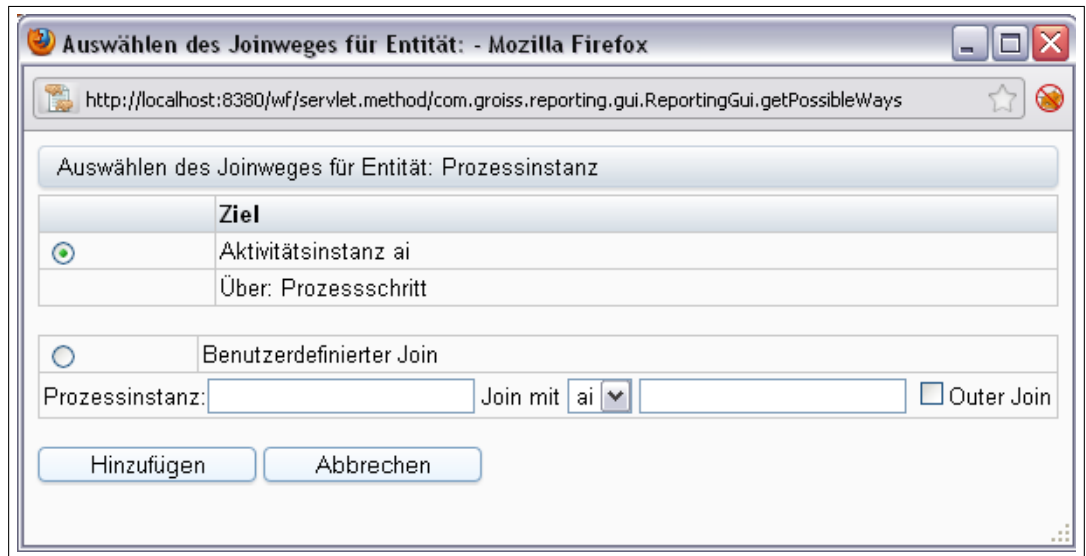 Auswählen des Joinweges für Entität: - Mozilla Firefox
http://localhost:8380/wf/servlet.method/com.groiss.reporting.gui.ReportingGui.getPossibleWays
Auswählen des Joinweges für Entität: Prozessinstanz
Ziel
Aktivitätsinstanz ai
Über: Prozessschritt
Benutzerdefinierter Join
Prozessinstanz: Join mit ai Outer Join
Hinzufügen Abbrechen